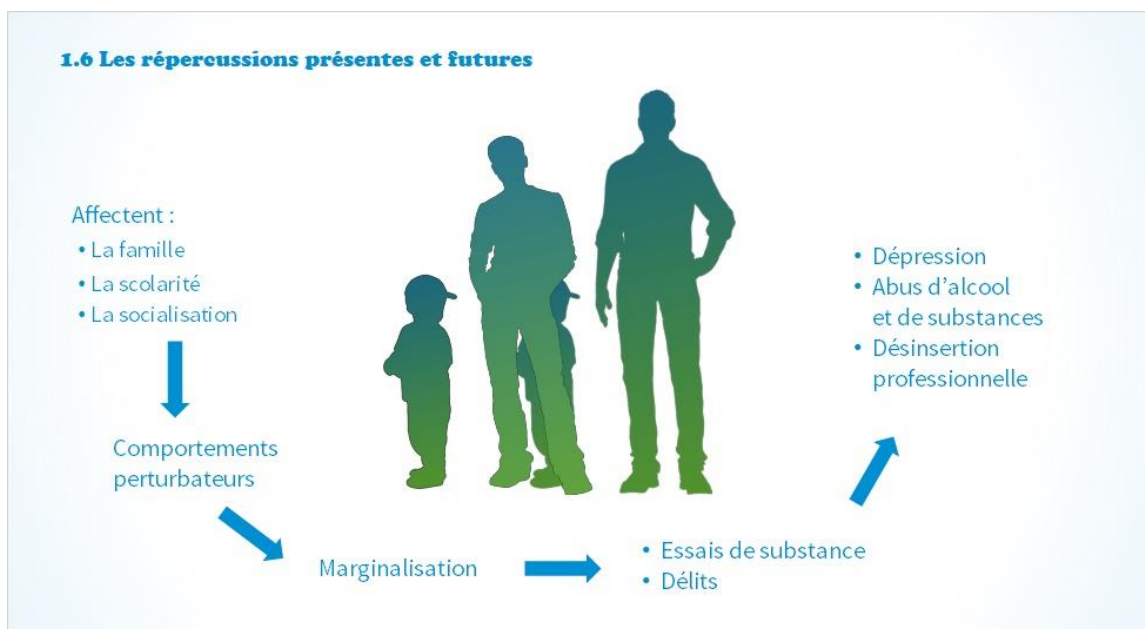 1.6 Les répercussions présentes et futures
Affectent :
• La famille
• La scolarité
• La socialisation
Comportements
perturbateurs
Marginalisation
• Essais de substance
• Délits
• Dépression
• Abus d’alcool
et de substances
• Désinsertion
professionnelle